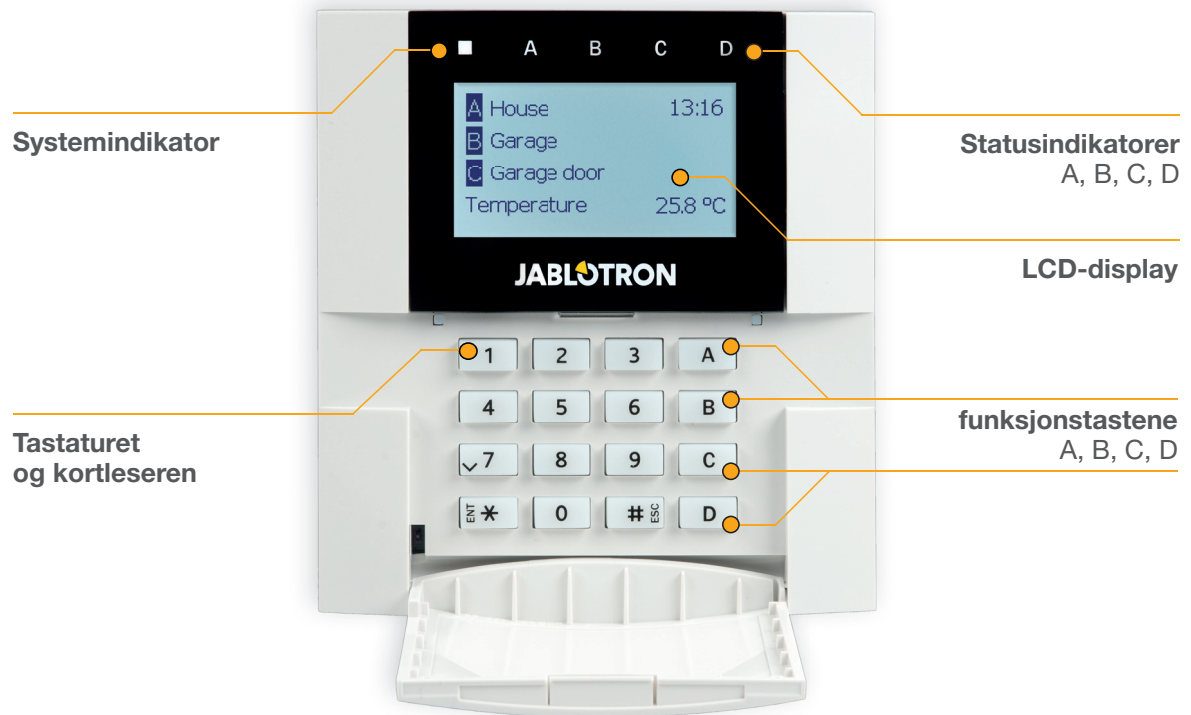 A B C D
A House 13:16
B Garage
C Garage door
Temperature 25.8 ºC
JABLOTRON
Systemindikator
Statusindikatorer
A, B, C, D
LCD-display
1 2 3 A
4 5 6 B
7 8 9 C
ENT * 0 # ESC D
Tastaturet
og kortleseren
funksjonstastene
A, B, C, D